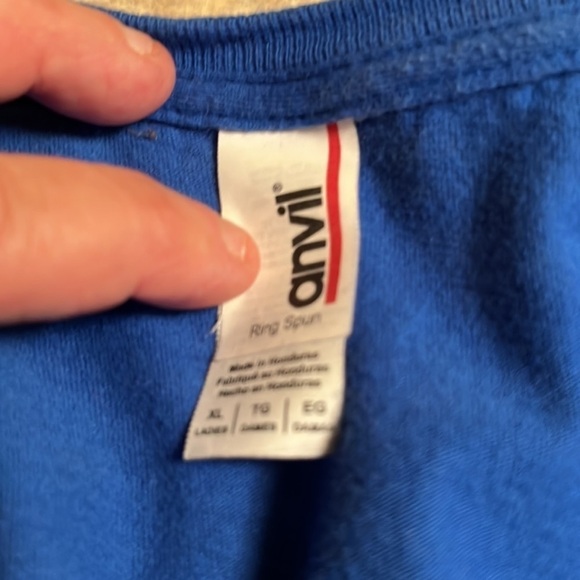 anvil®
Ring Spun
Made in Honduras
Fabriqué au Honduras
Hecho en Honduras
XL | TG | EG
LADIES | DAMES | DAMAS